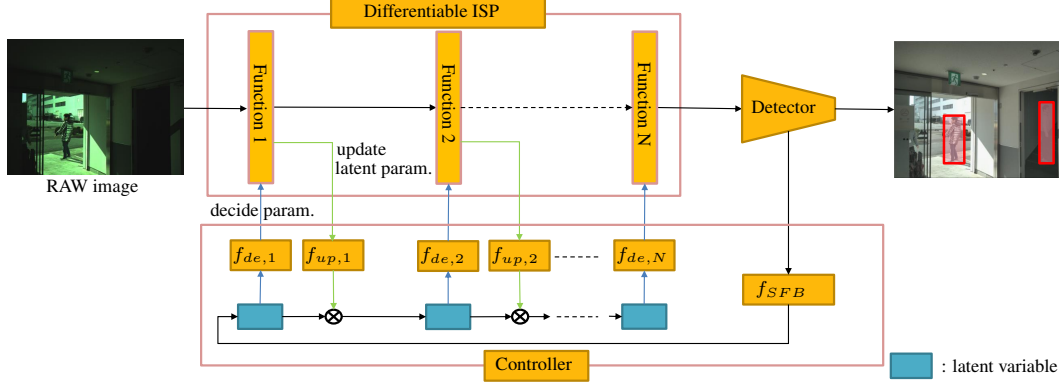 Differentiable ISP
Function 1
Function 2
Function N
Detector
RAW image
update
latent param.
decide param.
f_{de,1}
f_{up,1}
f_{de,2}
f_{up,2}
f_{de,N}
f_{SFB}
Controller
: latent variable